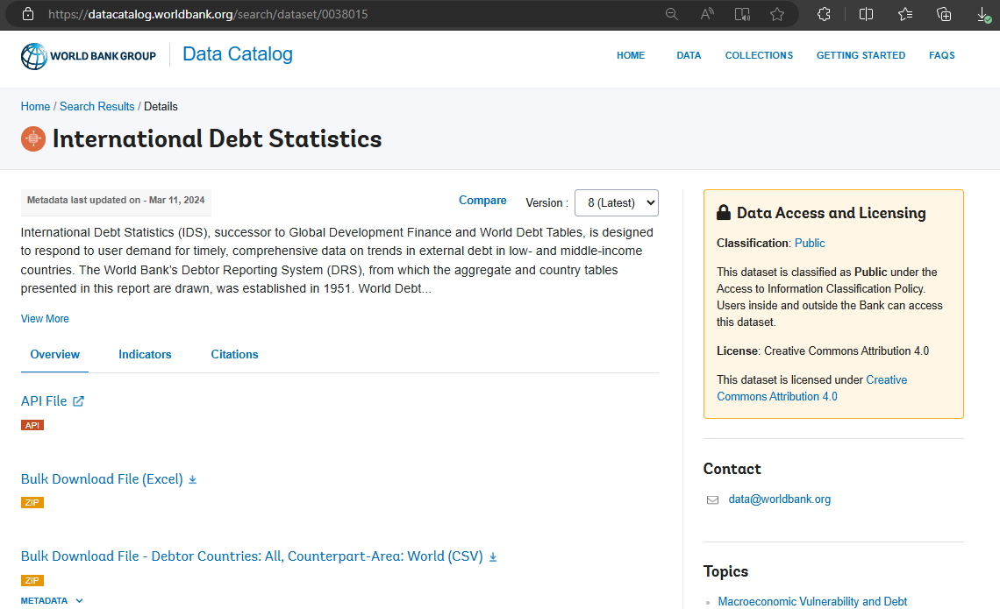 https://datacatalog.worldbank.org/search/dataset/0038015
WORLD BANK GROUP
Data Catalog
HOME
DATA
COLLECTIONS
GETTING STARTED
FAQS
Home / Search Results / Details
International Debt Statistics
Metadata last updated on - Mar 11, 2024
Compare
Version :
8 (Latest)
International Debt Statistics (IDS), successor to Global Development Finance and World Debt Tables, is designed
to respond to user demand for timely, comprehensive data on trends in external debt in low- and middle-income
countries. The World Bank’s Debtor Reporting System (DRS), from which the aggregate and country tables
presented in this report are drawn, was established in 1951. World Debt...
View More
Overview
Indicators
Citations
API File
API
Bulk Download File (Excel)
ZIP
Bulk Download File - Debtor Countries: All, Counterpart-Area: World (CSV)
ZIP
METADATA
Data Access and Licensing
Classification: Public
This dataset is classified as Public under the
Access to Information Classification Policy.
Users inside and outside the Bank can access
this dataset.
License: Creative Commons Attribution 4.0
This dataset is licensed under Creative
Commons Attribution 4.0
Contact
data@worldbank.org
Topics
Macroeconomic Vulnerability and Debt